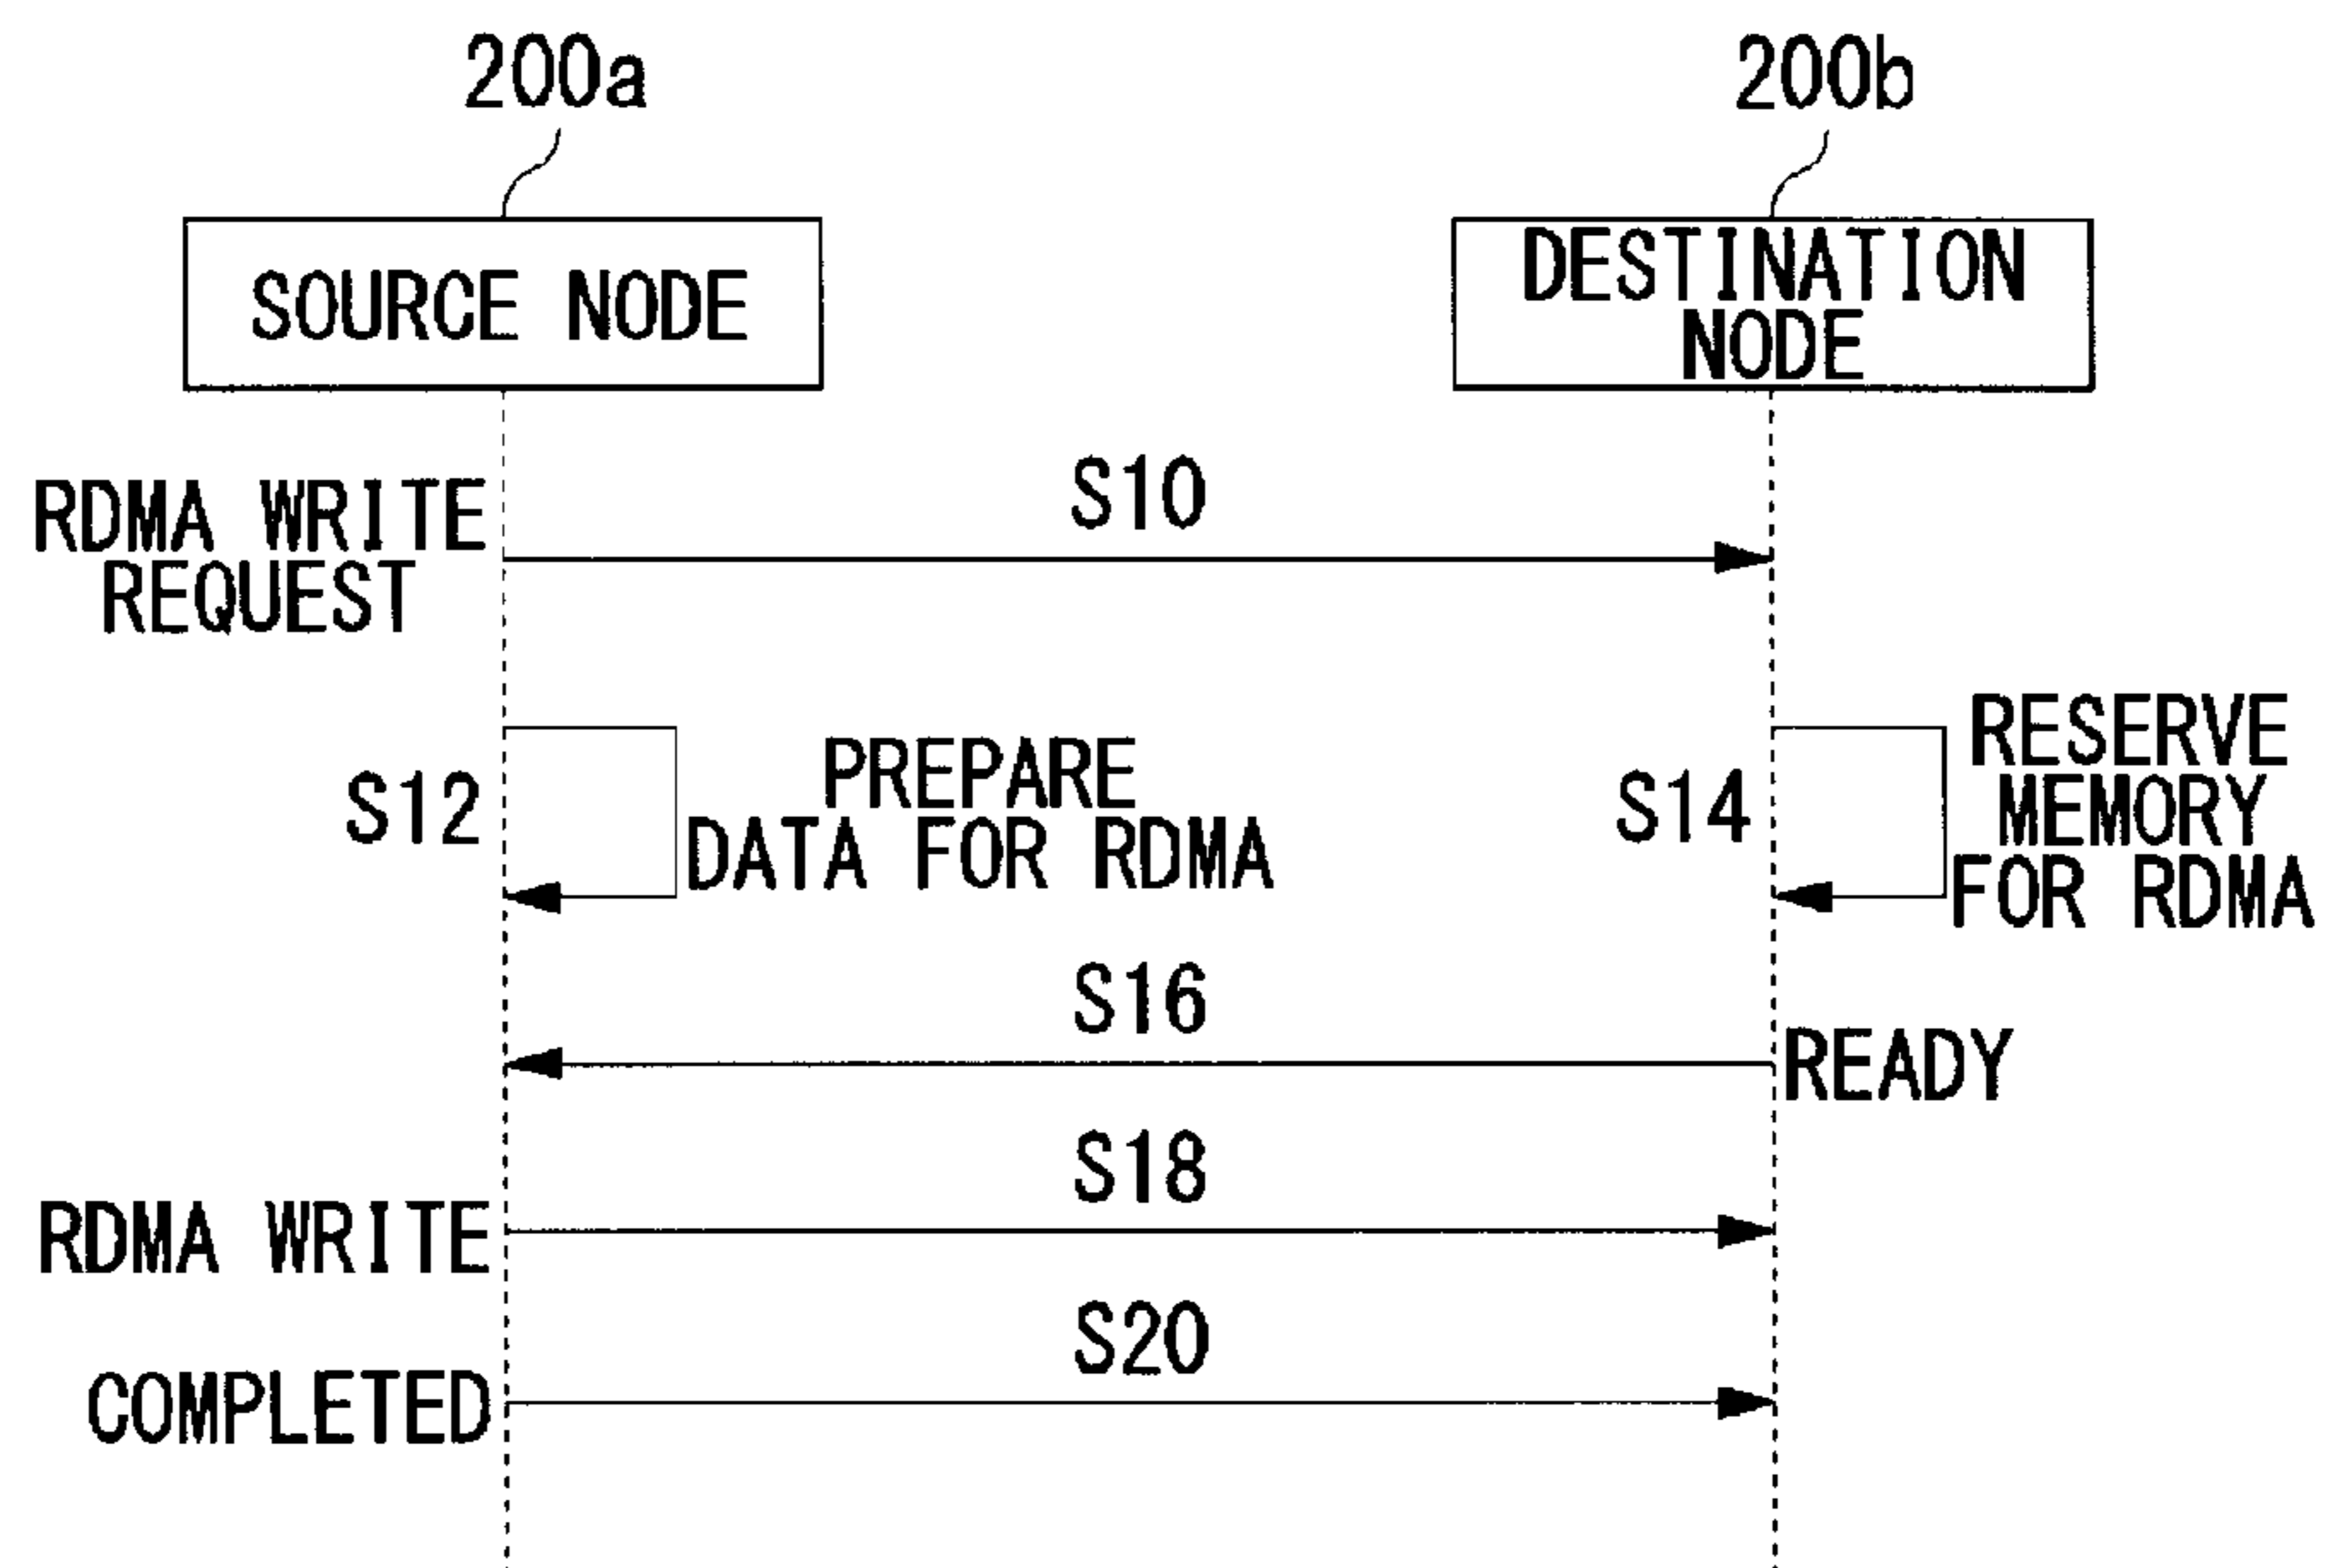 200a
200b
SOURCE NODE
DESTINATION
NODE
S10
RDMA WRITE
REQUEST
S12
PREPARE
DATA FOR RDMA
S14
RESERVE
MEMORY
FOR RDMA
S16
READY
S18
RDMA WRITE
S20
COMPLETED